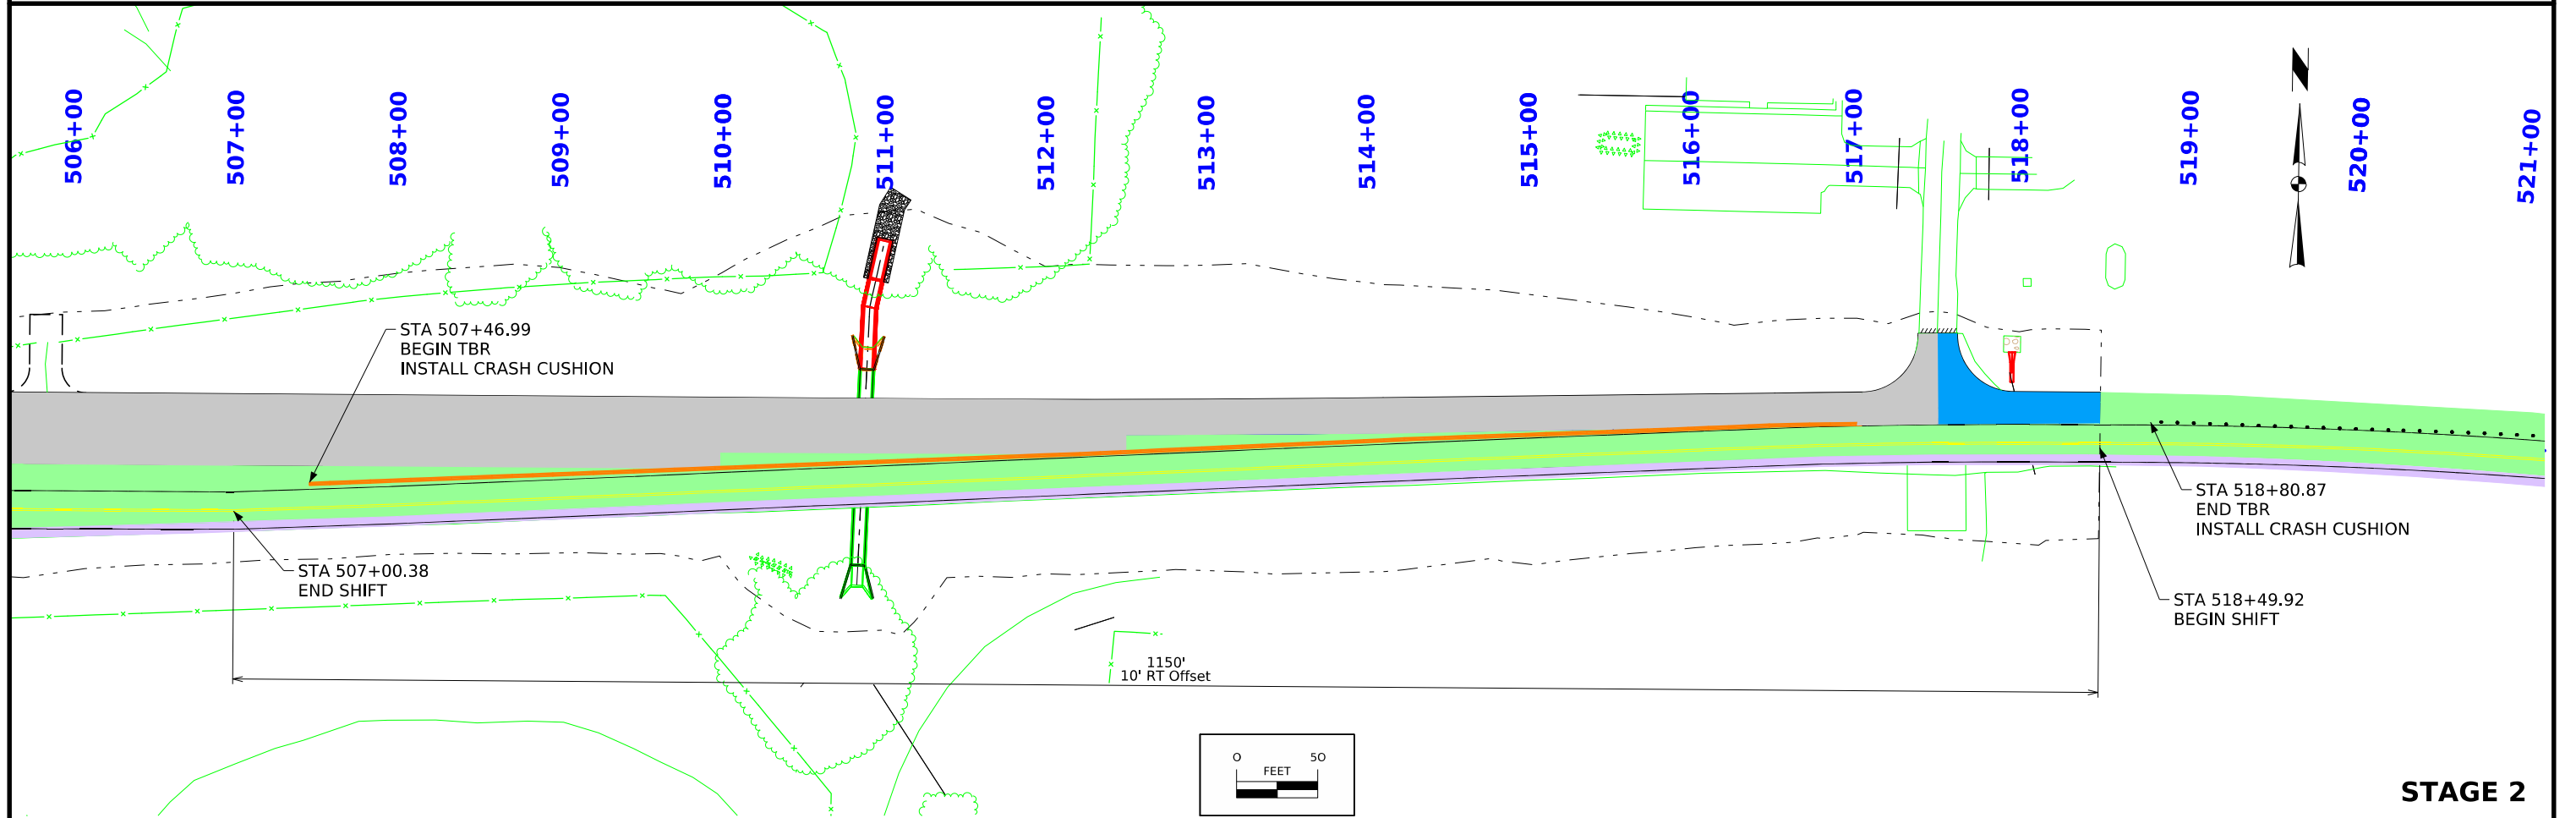 506+00
507+00
508+00
509+00
510+00
511+00
512+00
513+00
514+00
515+00
516+00
517+00
518+00
519+00
520+00
521+00
N
STA 507+46.99
BEGIN TBR
INSTALL CRASH CUSHION
STA 507+00.38
END SHIFT
STA 518+80.87
END TBR
INSTALL CRASH CUSHION
STA 518+49.92
BEGIN SHIFT
1150'
10' RT Offset
0 50
FEET
STAGE 2